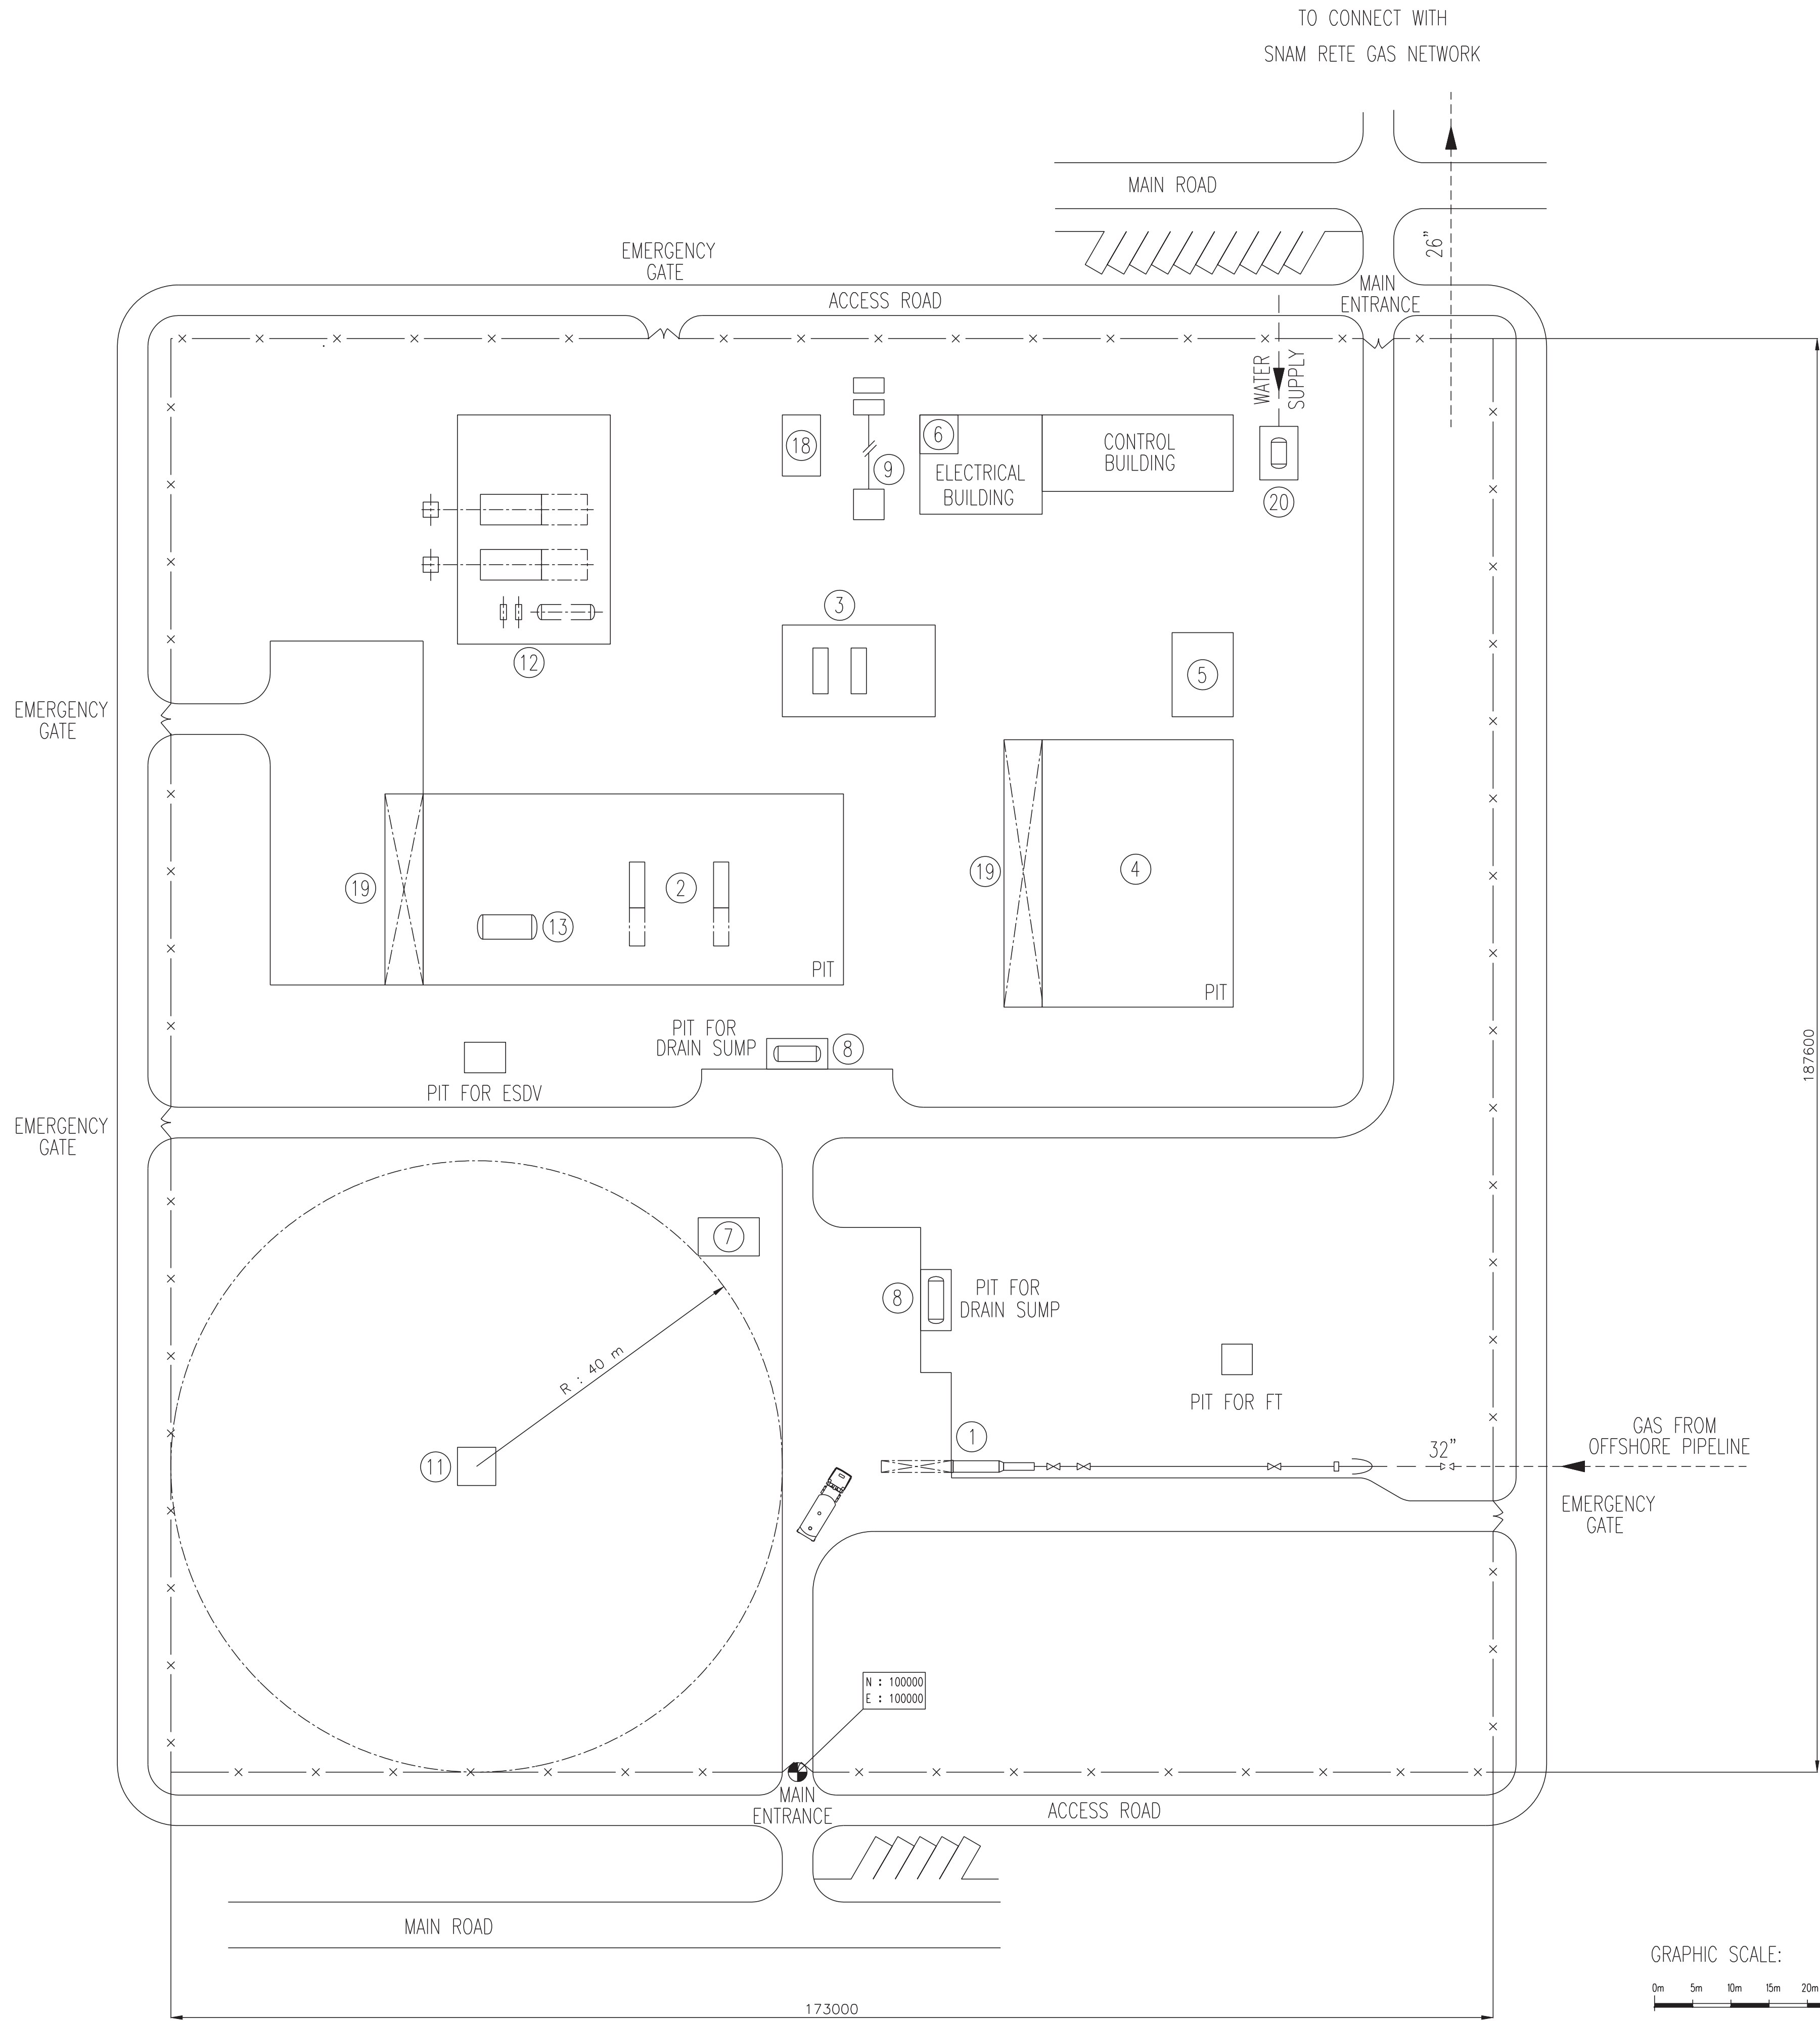 TO CONNECT WITH
SNAM RETE GAS NETWORK
MAIN ROAD
26"
EMERGENCY
GATE
MAIN
ENTRANCE
ACCESS ROAD
WATER
SUPPLY
18
9
6
ELECTRICAL
BUILDING
CONTROL
BUILDING
20
3
12
5
EMERGENCY
GATE
19
13
2
PIT
19
4
PIT
187600
PIT FOR
DRAIN SUMP
8
PIT FOR ESDV
EMERGENCY
GATE
7
8
PIT FOR
DRAIN SUMP
R : 40 m
PIT FOR FT
11
1
32"
GAS FROM
OFFSHORE PIPELINE
EMERGENCY
GATE
N : 100000
E : 100000
MAIN
ENTRANCE
ACCESS ROAD
MAIN ROAD
GRAPHIC SCALE:
0m 5m 10m 15m 20m
173000